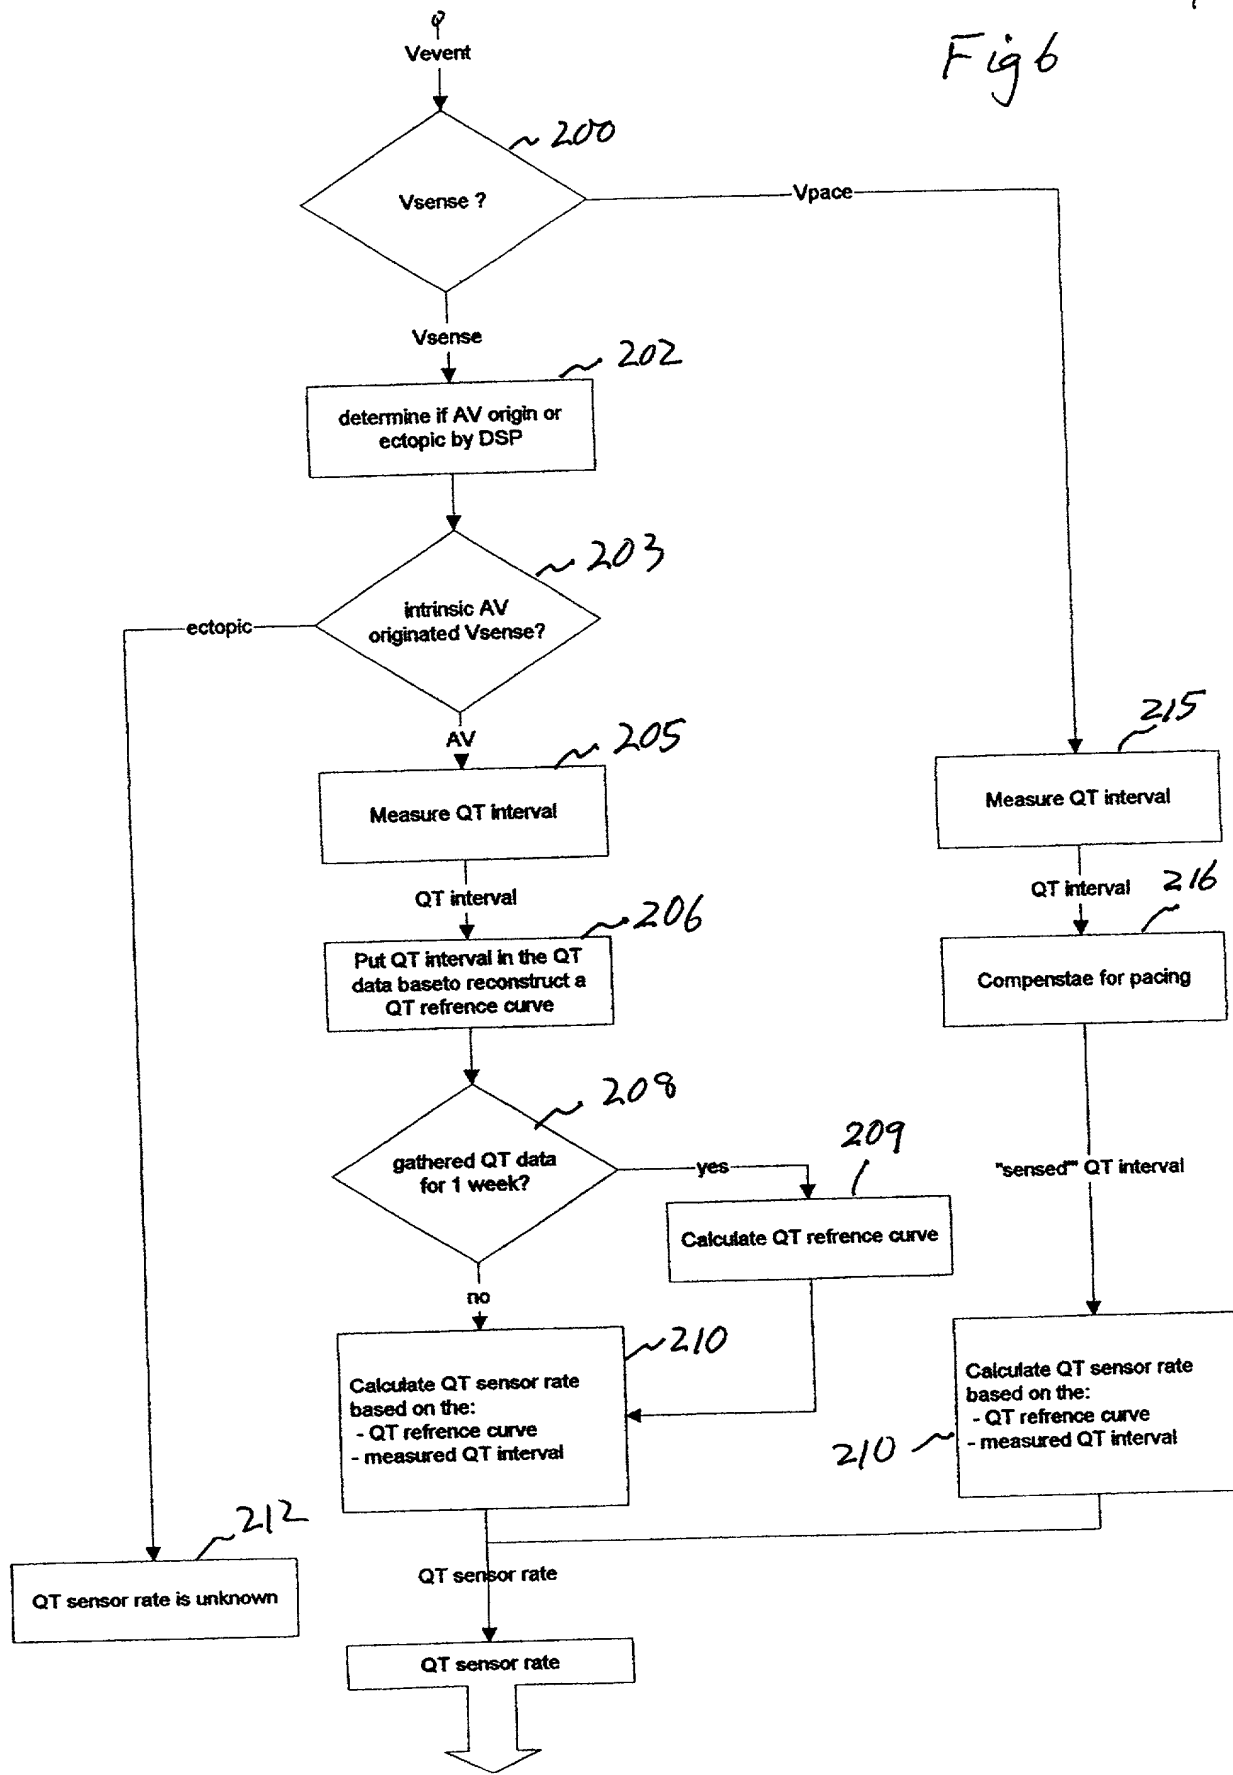 Vevent
Fig 6
200
Vsense ?
Vpace
Vsense
202
determine if AV origin or
ectopic by DSP
203
intrinsic AV
originated Vsense?
ectopic
AV
205
Measure QT interval
215
Measure QT interval
QT interval
206
QT interval
216
Put QT interval in the QT
data baseto reconstruct a
QT refrence curve
Compenstae for pacing
208
gathered QT data
for 1 week?
yes
209
Calculate QT refrence curve
"sensed'" QT interval
no
210
Calculate QT sensor rate
based on the:
- QT refrence curve
- measured QT interval
Calculate QT sensor rate
based on the:
- QT refrence curve
- measured QT interval
210
212
QT sensor rate is unknown
QT sensor rate
QT sensor rate